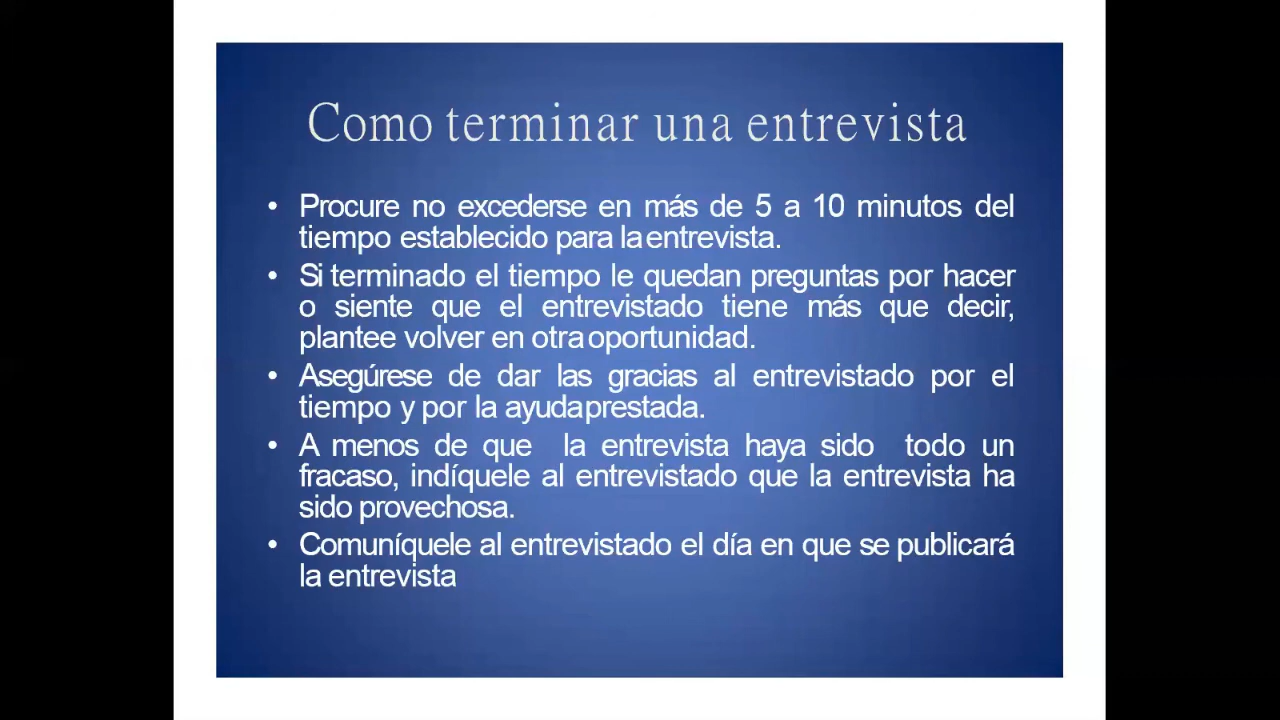 Como terminar una entrevista
• Procure no excederse en más de 5 a 10 minutos del
tiempo establecido para la entrevista.
• Si terminado el tiempo le quedan preguntas por hacer
o siente que el entrevistado tiene más que decir,
plantee volver en otra oportunidad.
• Asegúrese de dar las gracias al entrevistado por el
tiempo y por la ayuda prestada.
• A menos de que la entrevista haya sido todo un
fracaso, indíquele al entrevistado que la entrevista ha
sido provechosa.
• Comuníquele al entrevistado el día en que se publicará
la entrevista